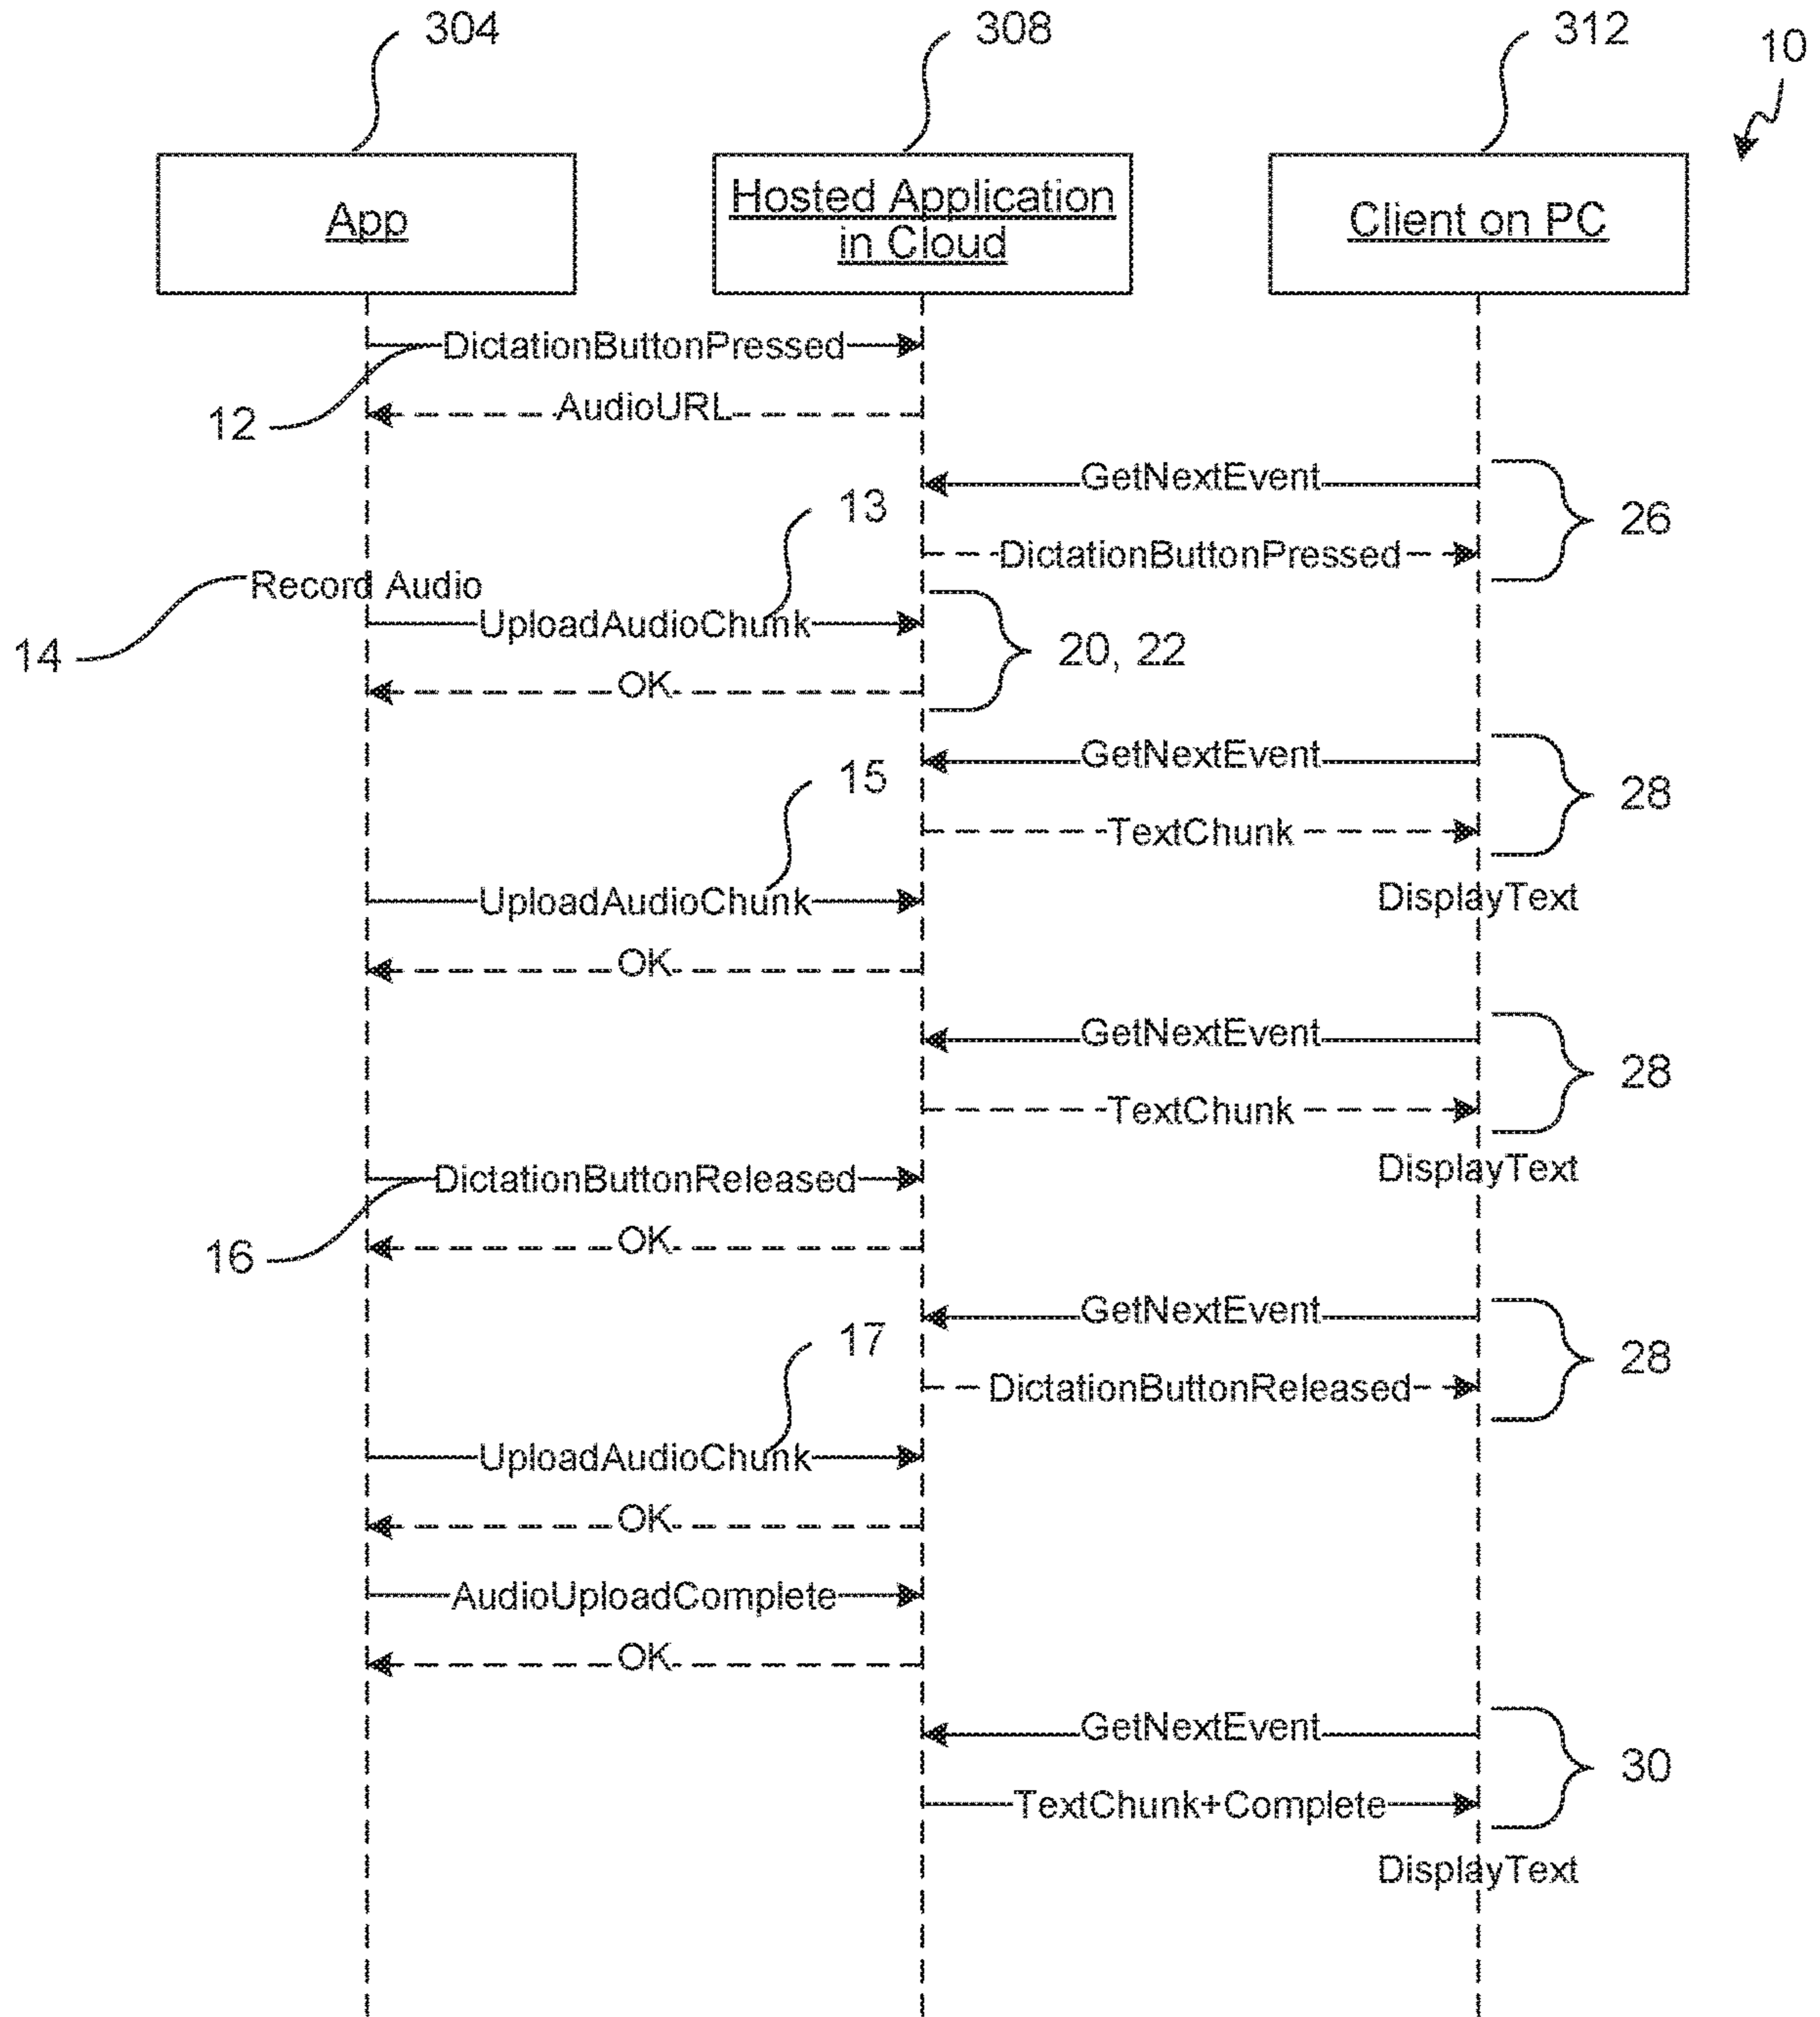 304
308
312
10
App
Hosted Application
in Cloud
Client on PC
DictationButtonPressed
12
AudioURL
GetNextEvent
13
26
DictationButtonPressed
Record Audio
14
UploadAudioChunk
20, 22
OK
GetNextEvent
15
28
TextChunk
UploadAudioChunk
DisplayText
OK
GetNextEvent
28
TextChunk
DictationButtonReleased
DisplayText
16
OK
GetNextEvent
17
28
DictationButtonReleased
UploadAudioChunk
OK
AudioUploadComplete
OK
GetNextEvent
30
TextChunk+Complete
DisplayText